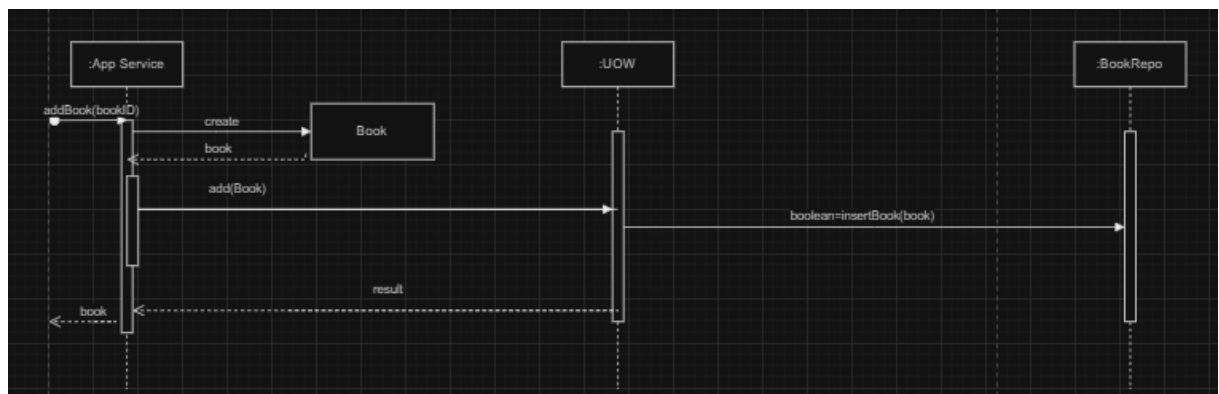 :App Service
:UOW
:BookRepo
addBook(bookID)
create
Book
book
add(Book)
boolean=insertBook(book)
result
book